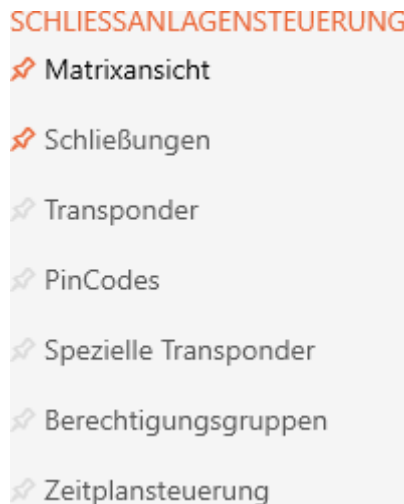 SCHLIESSANLAGENSTEUERUNG
Matrixansicht
Schließungen
Transponder
PinCodes
Spezielle Transponder
Berechtigungsgruppen
Zeitplansteuerung